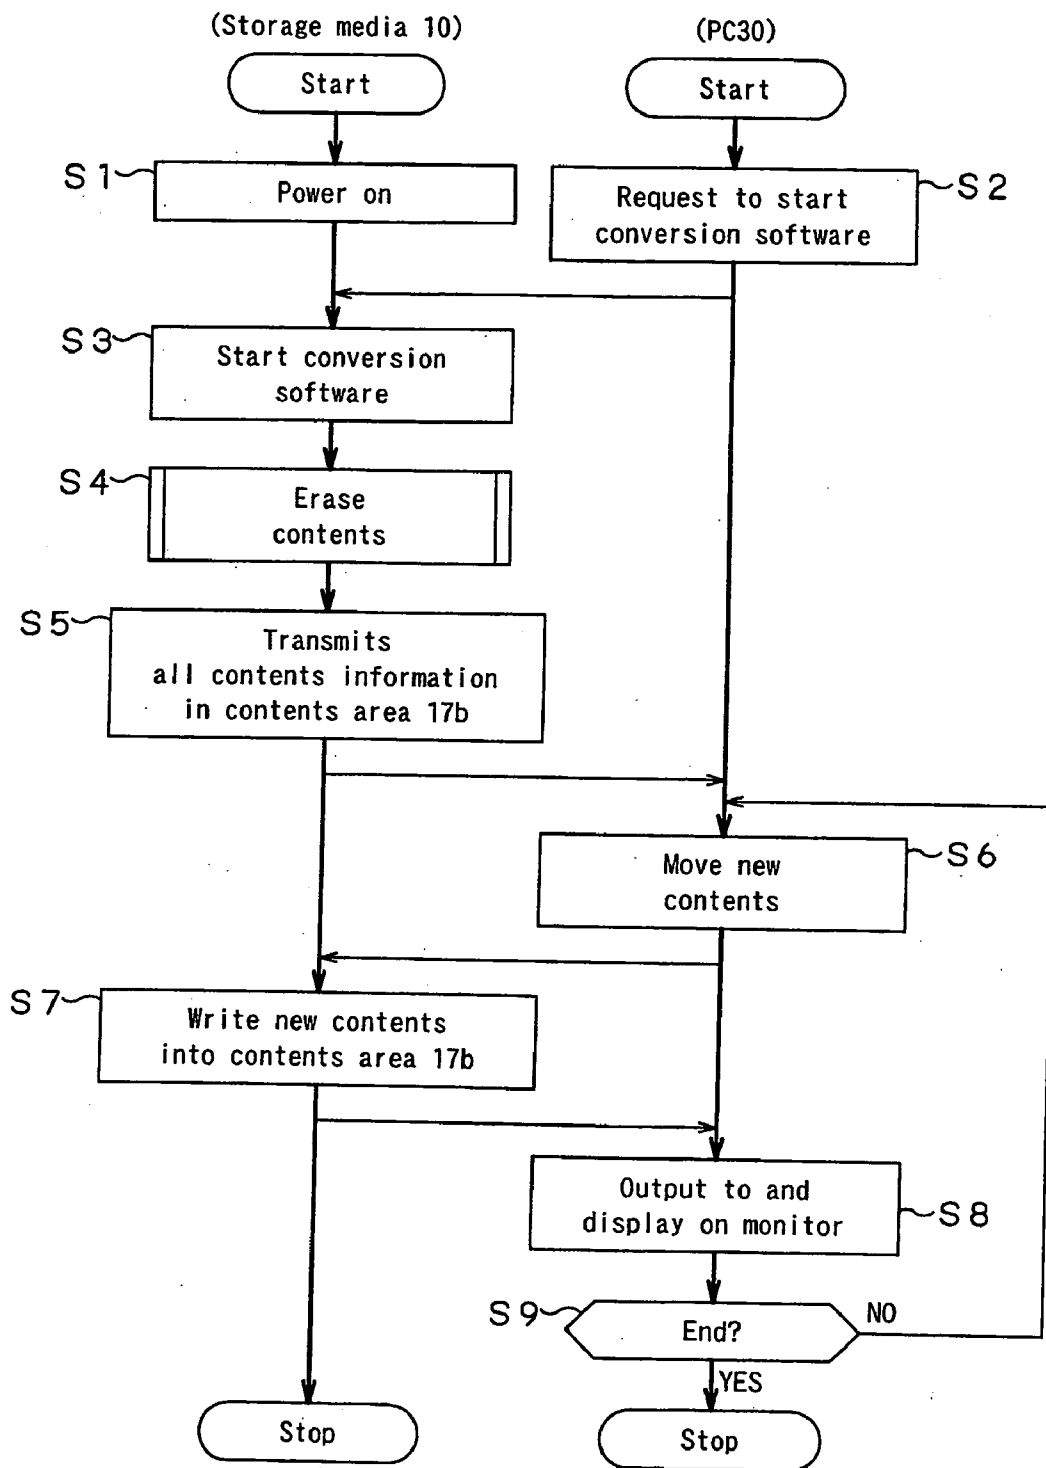 (Storage media 10)
(PC30)
Start
Start
S1
Power on
S2
Request to start
conversion software
S3
Start conversion
software
S4
Erase
contents
S5
Transmits
all contents information
in contents area 17b
S6
Move new
contents
S7
Write new contents
into contents area 17b
S8
Output to and
display on monitor
S9
End?
NO
YES
Stop
Stop